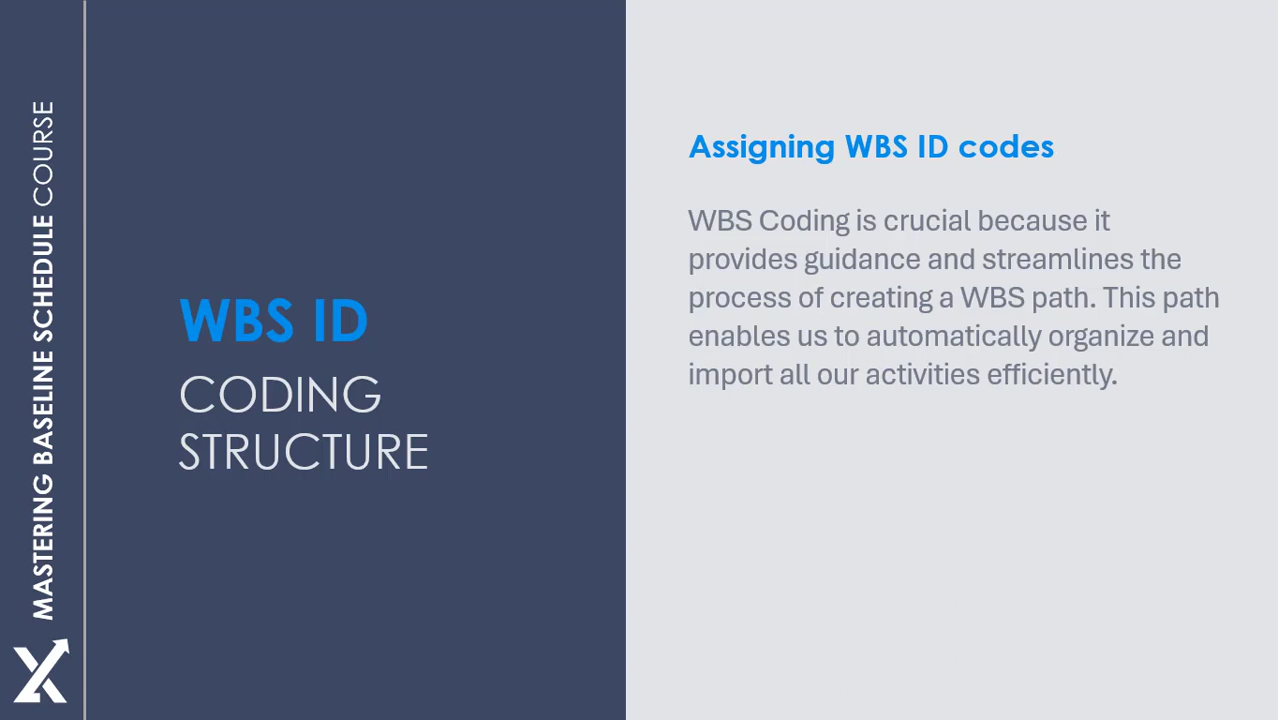 MASTERING BASELINE SCHEDULE COURSE
WBS ID
CODING
STRUCTURE
Assigning WBS ID codes
WBS Coding is crucial because it
provides guidance and streamlines the
process of creating a WBS path. This path
enables us to automatically organize and
import all our activities efficiently.